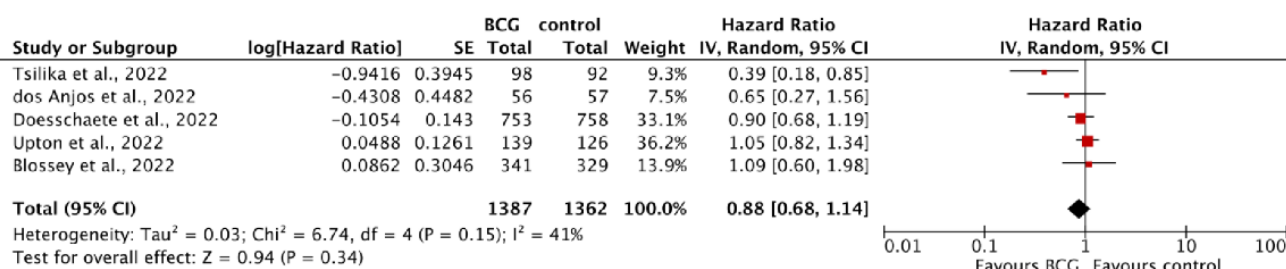 BCG control Hazard Ratio Hazard Ratio
Study or Subgroup log[Hazard Ratio] SE Total Total Weight IV, Random, 95% CI IV, Random, 95% CI
Tsilika et al., 2022 −0.9416 0.3945 98 92 9.3% 0.39 [0.18, 0.85]
dos Anjos et al., 2022 −0.4308 0.4482 56 57 7.5% 0.65 [0.27, 1.56]
Doesschaete et al., 2022 −0.1054 0.143 753 758 33.1% 0.90 [0.68, 1.19]
Upton et al., 2022 0.0488 0.1261 139 126 36.2% 1.05 [0.82, 1.34]
Blossey et al., 2022 0.0862 0.3046 341 329 13.9% 1.09 [0.60, 1.98]
Total (95% CI) 1387 1362 100.0% 0.88 [0.68, 1.14]
Heterogeneity: Tau² = 0.03; Chi² = 6.74, df = 4 (P = 0.15); I² = 41%
Test for overall effect: Z = 0.94 (P = 0.34)
0.01 0.1 1 10 100
Favours BCG Favours control